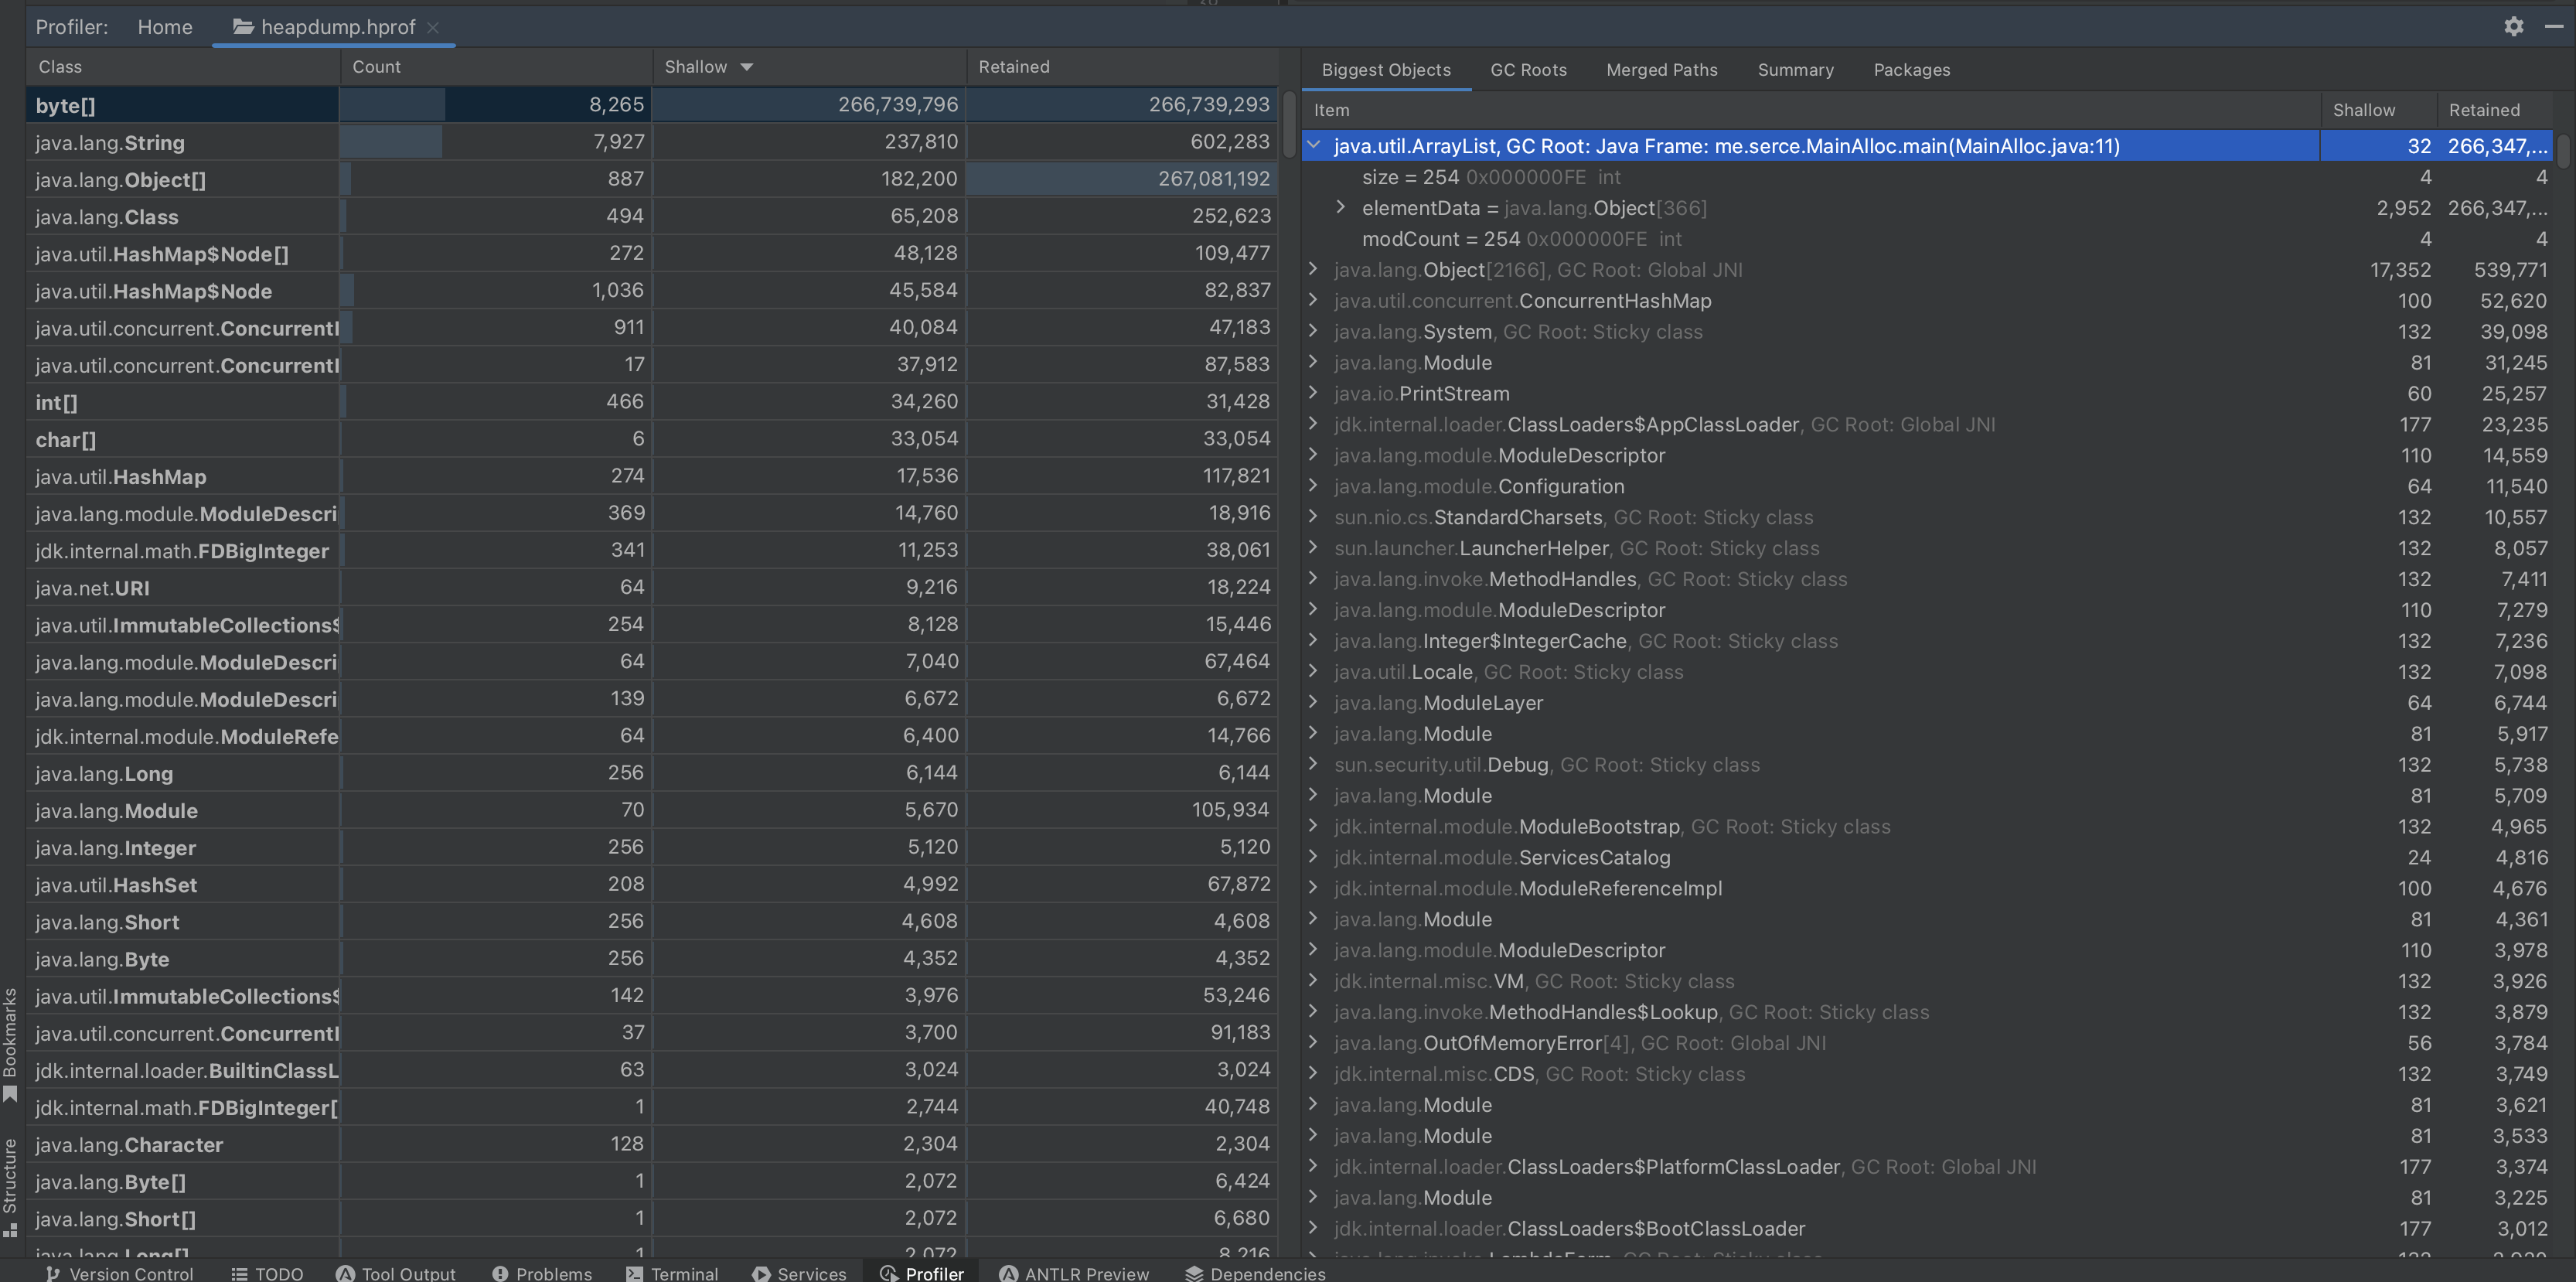 Profiler: Home heapdump.hprof
Class Count Shallow Retained
byte[] 8,265 266,739,796 266,739,293
java.lang.String 7,927 237,810 602,283
java.lang.Object[] 887 182,200 267,081,192
java.lang.Class 494 65,208 252,623
java.util.HashMap$Node[] 272 48,128 109,477
java.util.HashMap$Node 1,036 45,584 82,837
java.util.concurrent.Concurrent 911 40,084 47,183
java.util.concurrent.Concurrent 17 37,912 87,583
int[] 466 34,260 31,428
char[] 6 33,054 33,054
java.util.HashMap 274 17,536 117,821
java.lang.module.ModuleDescri 369 14,760 18,916
jdk.internal.math.FDBigInteger 341 11,253 38,061
java.net.URI 64 9,216 18,224
java.util.ImmutableCollections$ 254 8,128 15,446
java.lang.module.ModuleDescri 64 7,040 67,464
java.lang.module.ModuleDescri 139 6,672 6,672
jdk.internal.module.ModuleRefe 64 6,400 14,766
java.lang.Long 256 6,144 6,144
java.lang.Module 70 5,670 105,934
java.lang.Integer 256 5,120 5,120
java.util.HashSet 208 4,992 67,872
java.lang.Short 256 4,608 4,608
java.lang.Byte 256 4,352 4,352
java.util.ImmutableCollections$ 142 3,976 53,246
java.util.concurrent.Concurrent 37 3,700 91,183
jdk.internal.loader.BuiltinClassL 63 3,024 3,024
jdk.internal.math.FDBigInteger[ 1 2,744 40,748
java.lang.Character 128 2,304 2,304
java.lang.Byte[] 1 2,072 6,424
java.lang.Short[] 1 2,072 6,680
java.lang.Long[] 1 2,072 8,216
Biggest Objects GC Roots Merged Paths Summary Packages
Item Shallow Retained
java.util.ArrayList, GC Root: Java Frame: me.serce.MainAlloc.main(MainAlloc.java:11) 32 266,347,...
size = 254 0x000000FE int 4 4
elementData = java.lang.Object[366] 2,952 266,347,...
modCount = 254 0x000000FE int 4 4
java.lang.Object[2166], GC Root: Global JNI 17,352 539,771
java.util.concurrent.ConcurrentHashMap 100 52,620
java.lang.System, GC Root: Sticky class 132 39,098
java.lang.Module 81 31,245
java.io.PrintStream 60 25,257
jdk.internal.loader.ClassLoaders$AppClassLoader, GC Root: Global JNI 177 23,235
java.lang.module.ModuleDescriptor 110 14,559
java.lang.module.Configuration 64 11,540
sun.nio.cs.StandardCharsets, GC Root: Sticky class 132 10,557
sun.launcher.LauncherHelper, GC Root: Sticky class 132 8,057
java.lang.invoke.MethodHandles, GC Root: Sticky class 132 7,411
java.lang.module.ModuleDescriptor 110 7,279
java.lang.Integer$IntegerCache, GC Root: Sticky class 132 7,236
java.util.Locale, GC Root: Sticky class 132 7,098
java.lang.ModuleLayer 64 6,744
java.lang.Module 81 5,917
sun.security.util.Debug, GC Root: Sticky class 132 5,738
java.lang.Module 81 5,709
jdk.internal.module.ModuleBootstrap, GC Root: Sticky class 132 4,965
jdk.internal.module.ServicesCatalog 24 4,816
jdk.internal.module.ModuleReferenceImpl 100 4,676
java.lang.Module 81 4,361
java.lang.module.ModuleDescriptor 110 3,978
jdk.internal.misc.VM, GC Root: Sticky class 132 3,926
java.lang.invoke.MethodHandles$Lookup, GC Root: Sticky class 132 3,879
java.lang.OutOfMemoryError[4], GC Root: Global JNI 56 3,784
jdk.internal.misc.CDS, GC Root: Sticky class 132 3,749
java.lang.Module 81 3,621
java.lang.Module 81 3,533
jdk.internal.loader.ClassLoaders$PlatformClassLoader, GC Root: Global JNI 177 3,374
java.lang.Module 81 3,225
jdk.internal.loader.ClassLoaders$BootClassLoader 177 3,012
Bookmarks
Structure
Version Control TODO Tool Output Problems Terminal Services Profiler ANTLR Preview Dependencies